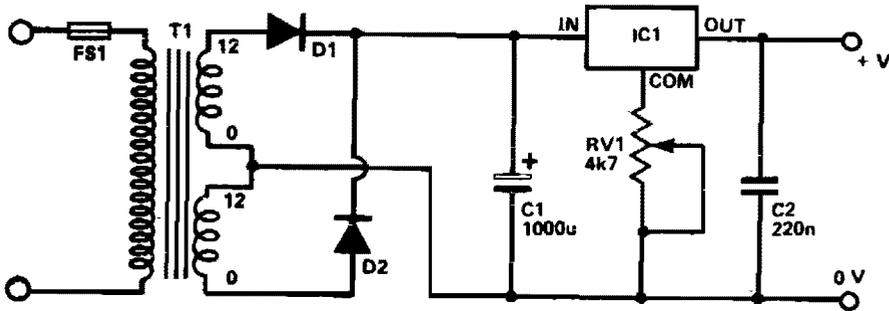 FS1
T1
12
0
12
0
D1
D2
C1
1000u
+
IN
IC1
OUT
COM
RV1
4k7
C2
220n
+ V
0 V